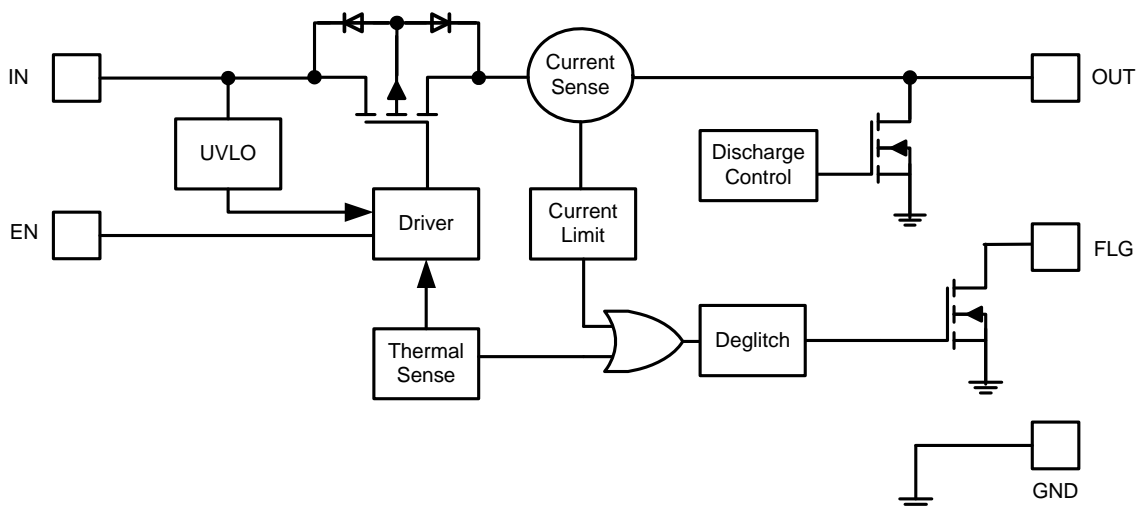 IN
Current
Sense
OUT
UVLO
Discharge
Control
EN
Driver
Current
Limit
FLG
Thermal
Sense
Deglitch
GND